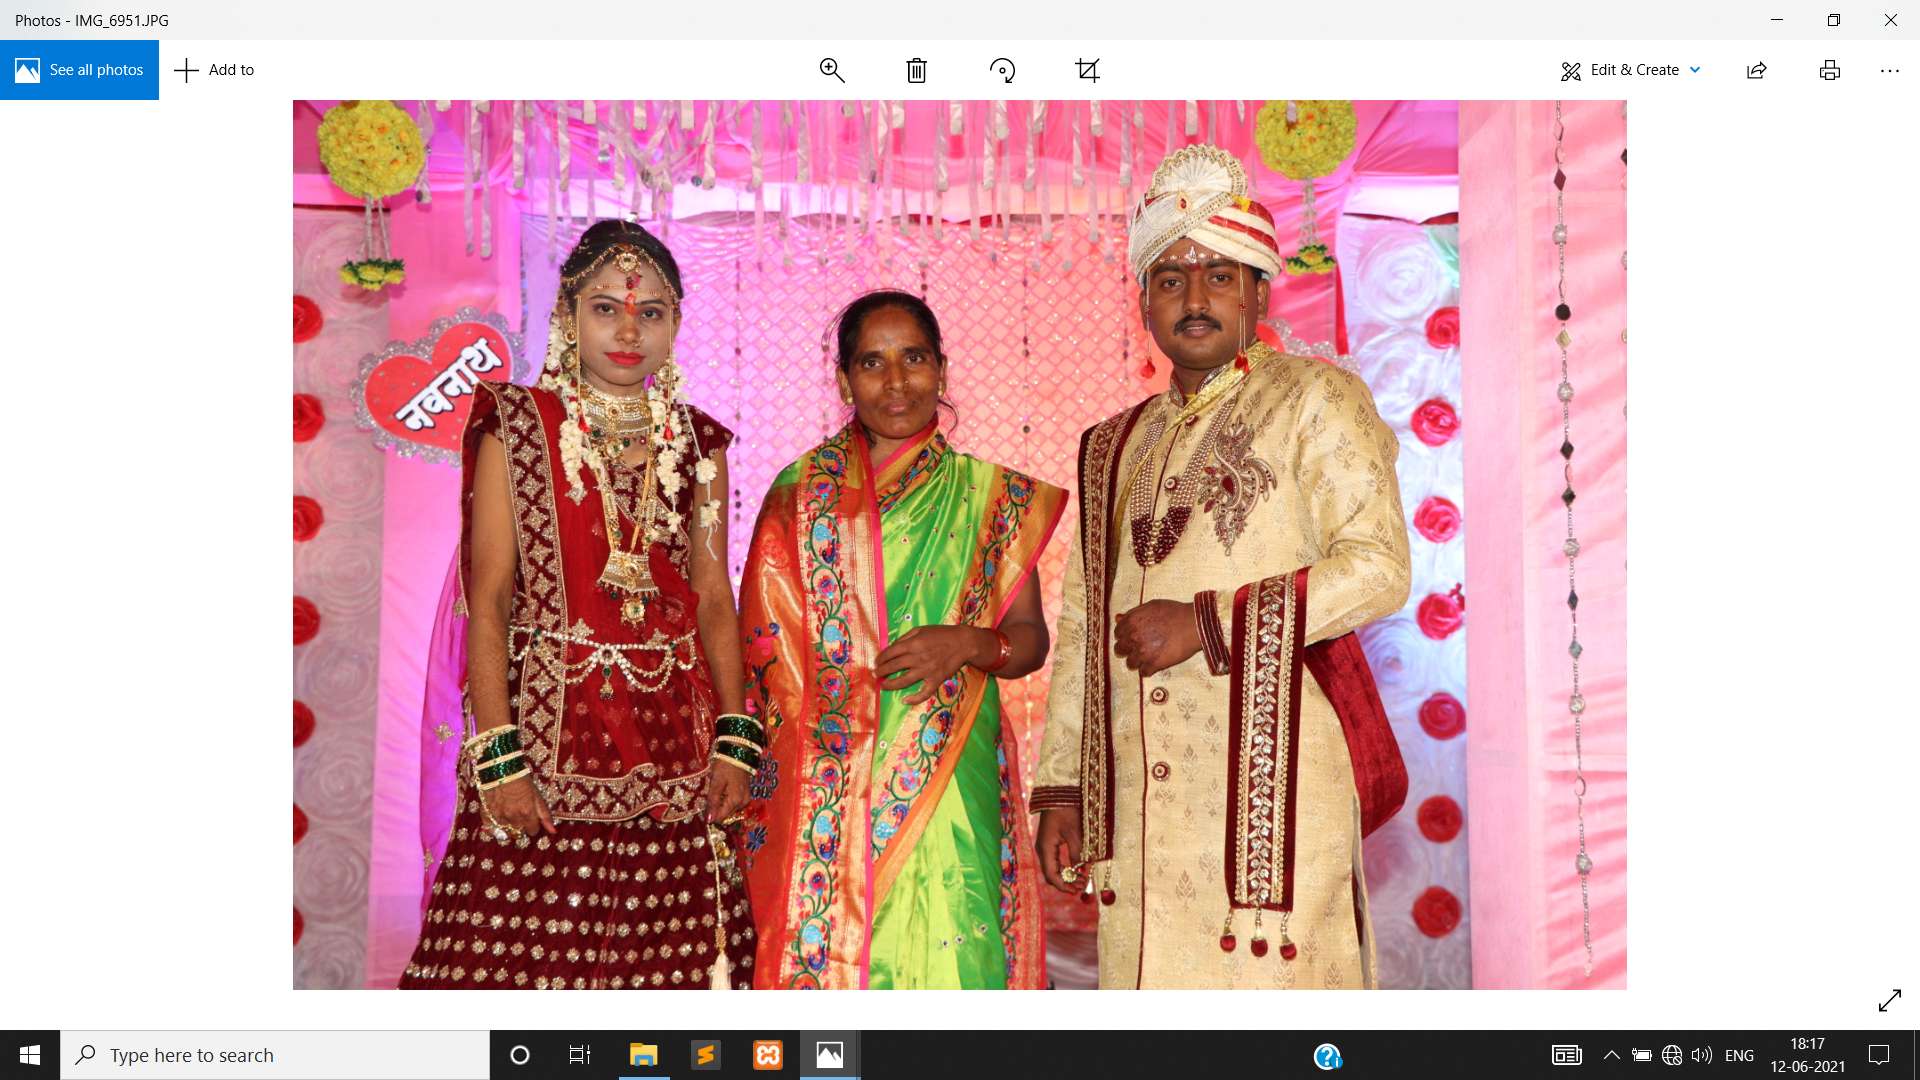 Photos - IMG_6951.JPG
See all photos
Add to
Edit & Create
नवनाथ
Type here to search
ENG
18:17
12-06-2021